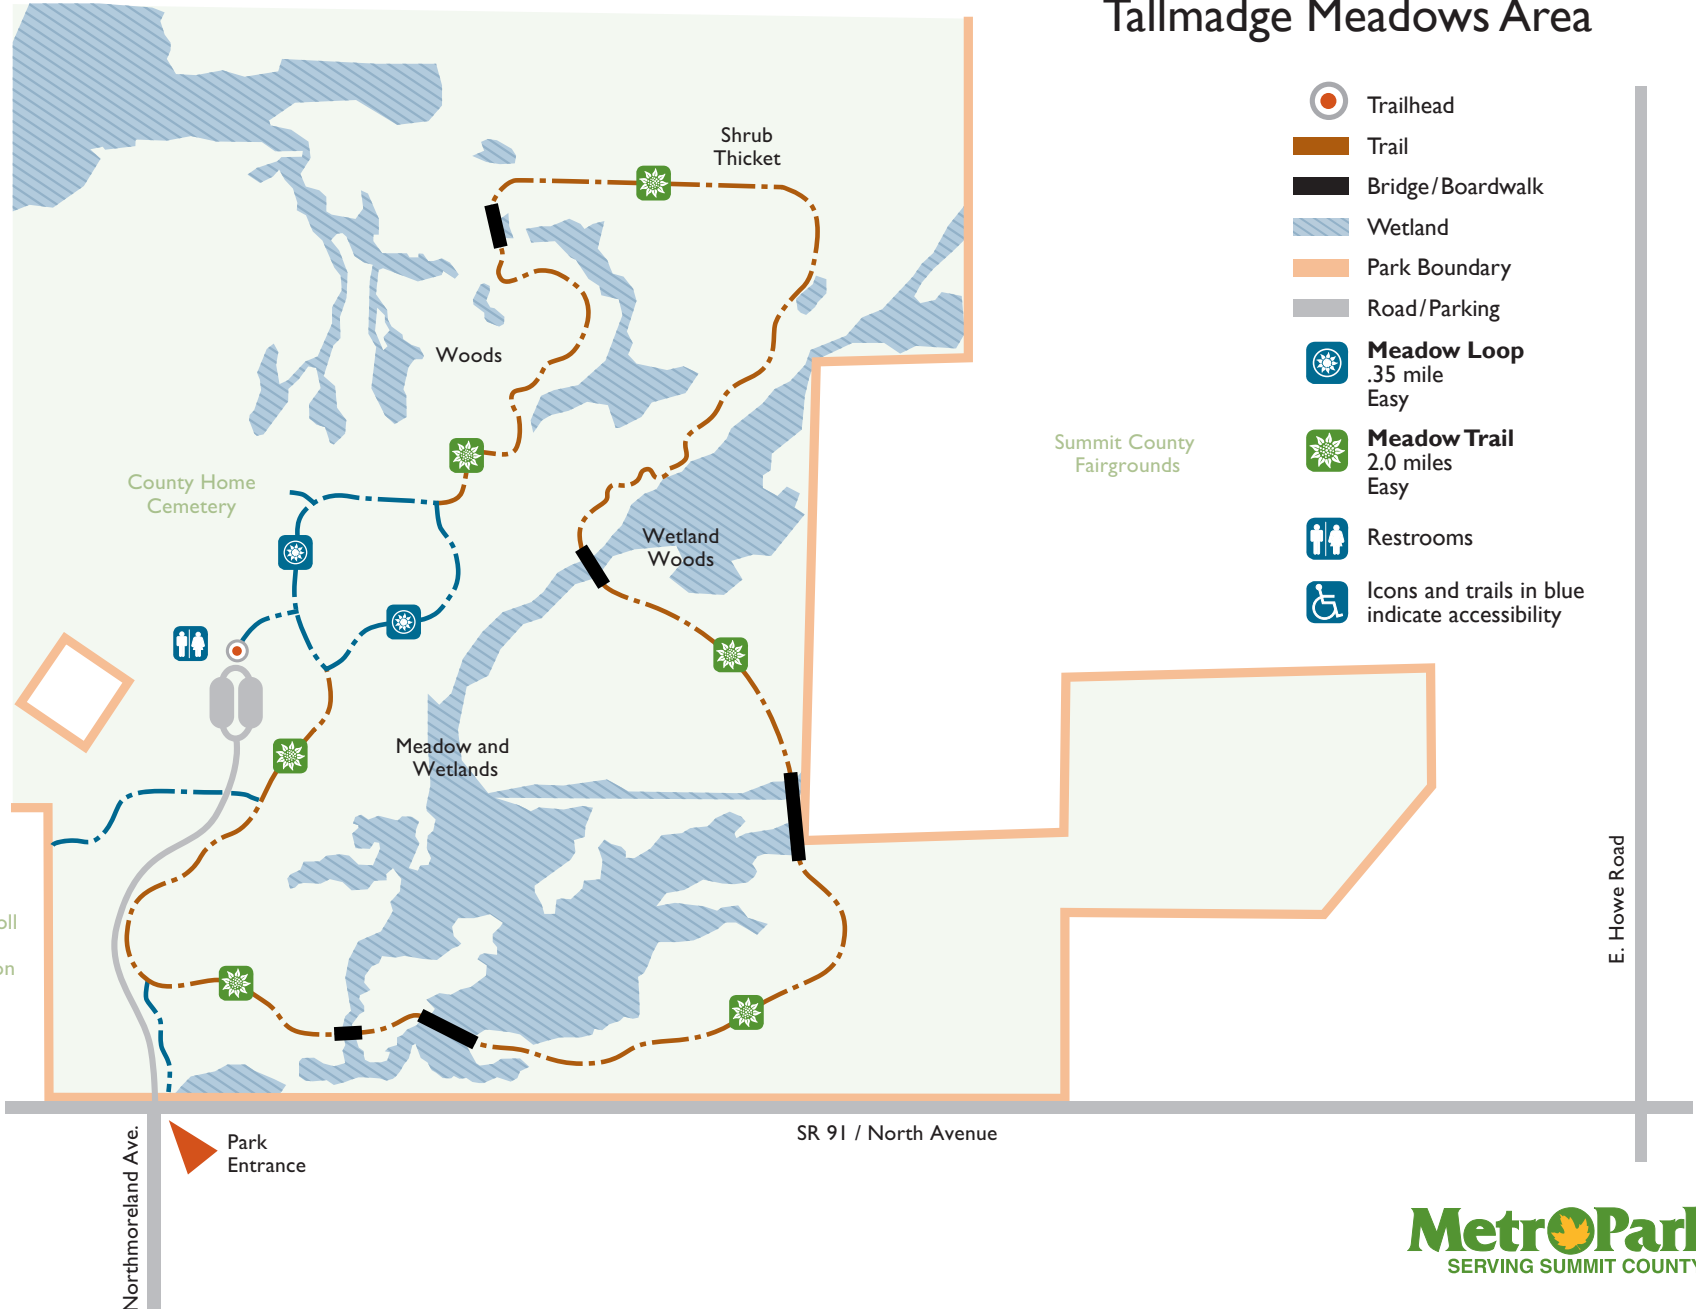 Tallmadge Meadows Area
Trailhead
Trail
Bridge/Boardwalk
Wetland
Park Boundary
Road/Parking
Meadow Loop
.35 mile
Easy
Meadow Trail
2.0 miles
Easy
Restrooms
Icons and trails in blue
indicate accessibility
Shrub
Thicket
Woods
County Home
Cemetery
Summit County
Fairgrounds
Wetland
Woods
Meadow and
Wetlands
oll
on
E. Howe Road
SR 91 / North Avenue
Park
Entrance
Northmoreland Ave.
MetroPark
SERVING SUMMIT COUNTY